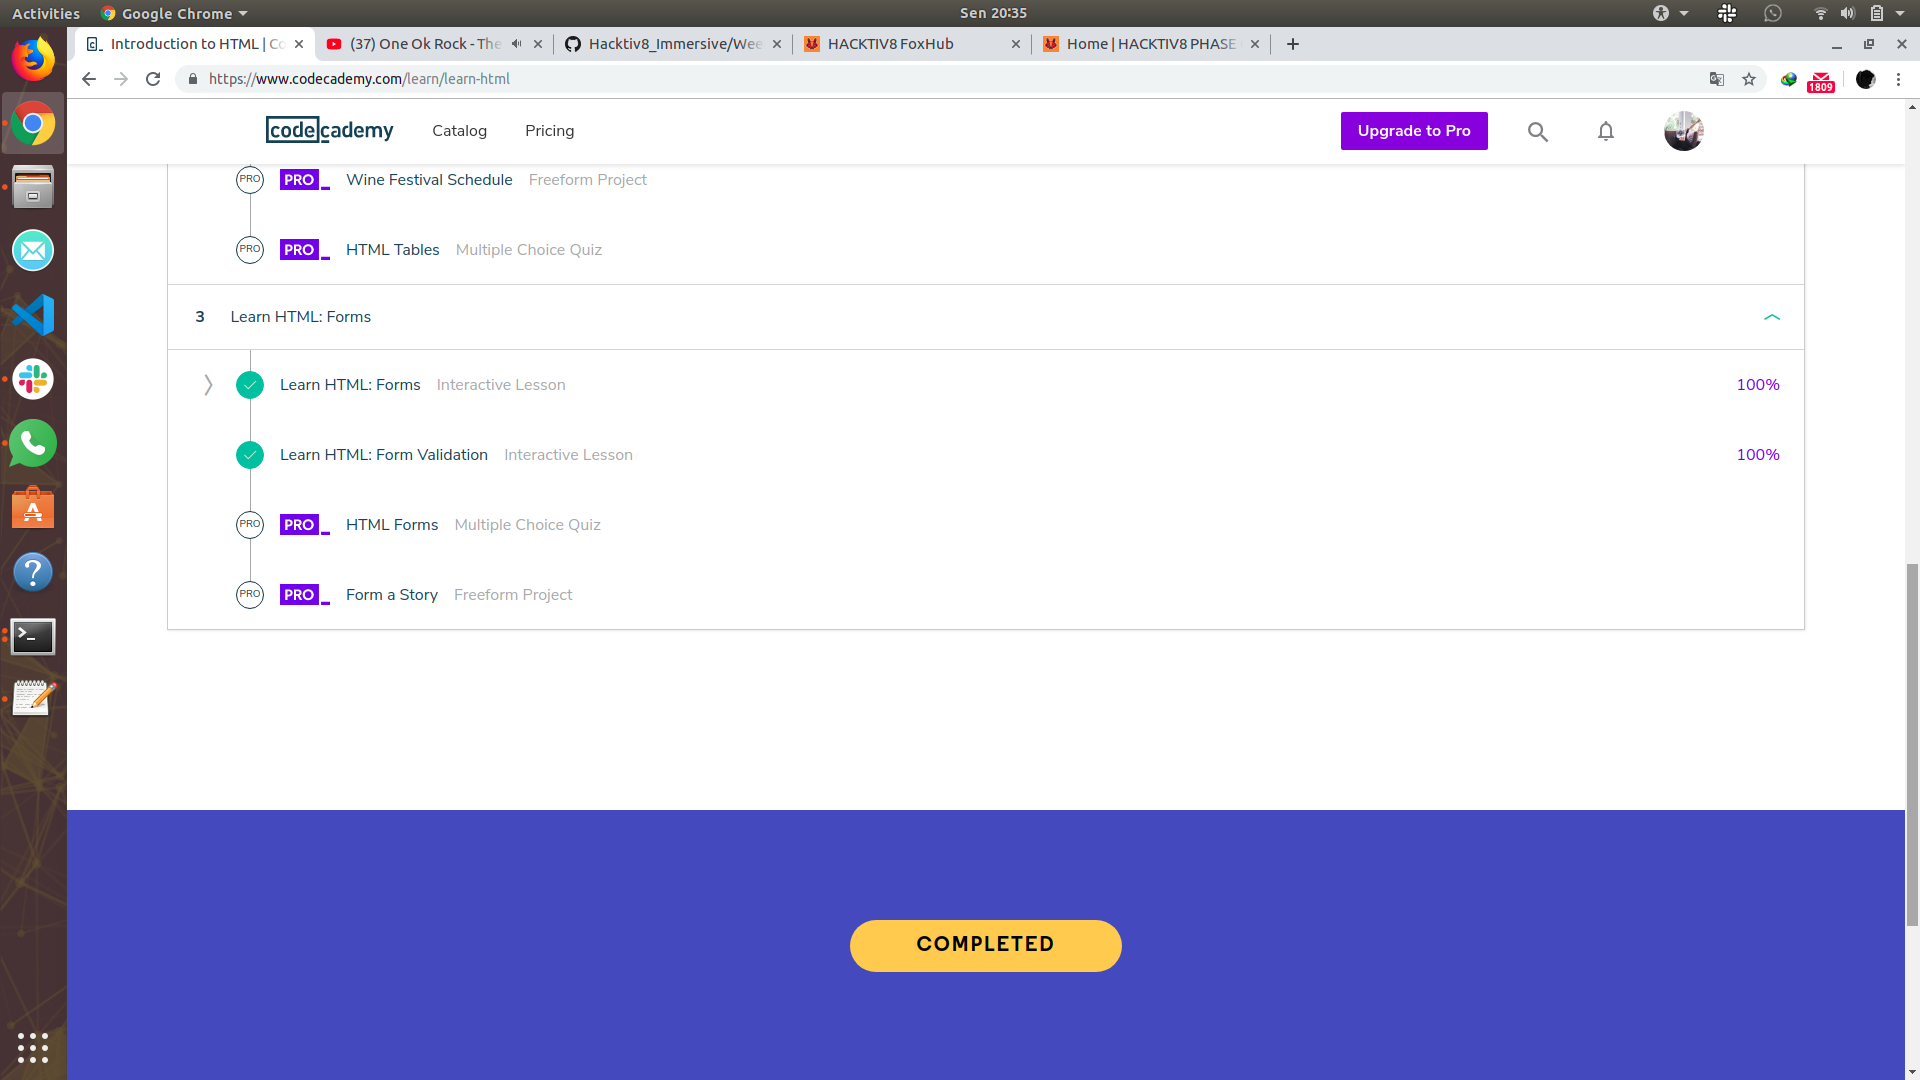 Activities Google Chrome Sen 20:35
Introduction to HTML | Co (37) One Ok Rock - The Hacktiv8_Immersive/Wee HACKTIV8 FoxHub Home | HACKTIV8 PHASE
https://www.codecademy.com/learn/learn-html 1809
codecademy Catalog Pricing Upgrade to Pro
PRO PRO_ Wine Festival Schedule Freeform Project
PRO PRO_ HTML Tables Multiple Choice Quiz
3 Learn HTML: Forms
Learn HTML: Forms Interactive Lesson 100%
Learn HTML: Form Validation Interactive Lesson 100%
PRO PRO_ HTML Forms Multiple Choice Quiz
PRO PRO_ Form a Story Freeform Project
COMPLETED